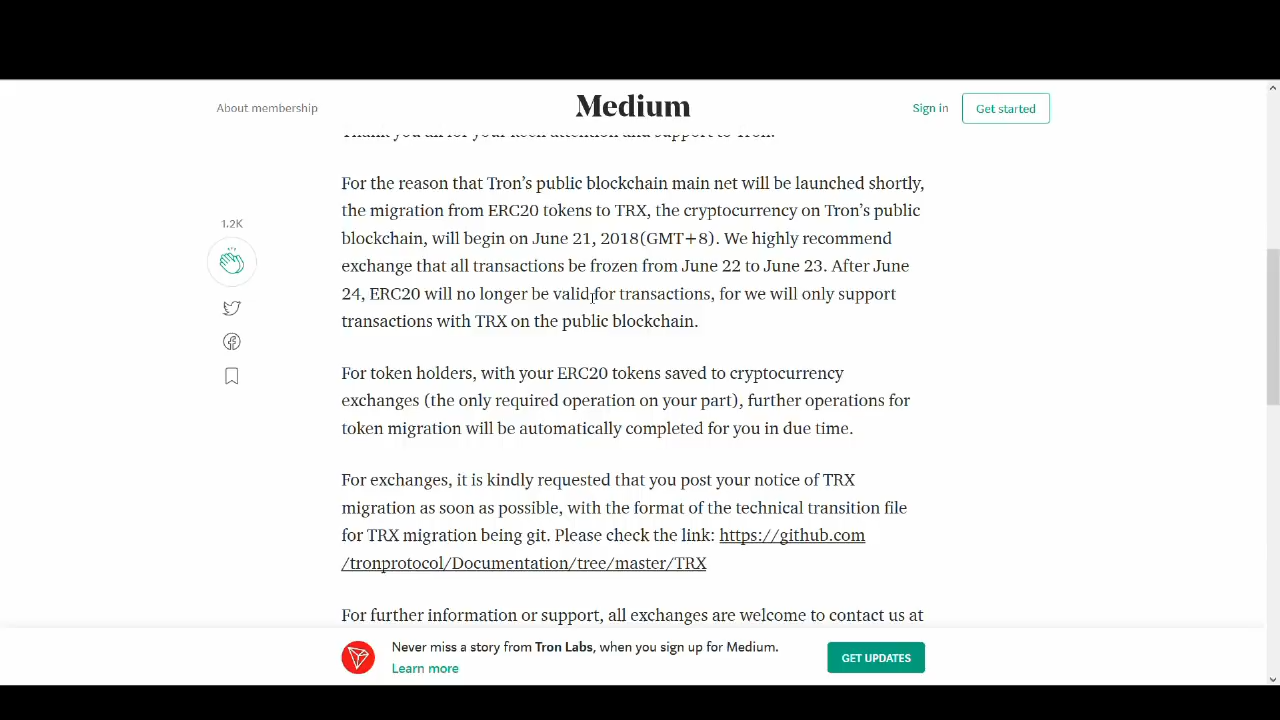 About membership
Medium
Sign in
Get started
Thank you all for your keen attention and support to Tron.
For the reason that Tron's public blockchain main net will be launched shortly,
the migration from ERC20 tokens to TRX, the cryptocurrency on Tron's public
blockchain, will begin on June 21, 2018(GMT+8). We highly recommend
exchange that all transactions be frozen from June 22 to June 23. After June
24, ERC20 will no longer be valid for transactions, for we will only support
transactions with TRX on the public blockchain.
1.2K
For token holders, with your ERC20 tokens saved to cryptocurrency
exchanges (the only required operation on your part), further operations for
token migration will be automatically completed for you in due time.
For exchanges, it is kindly requested that you post your notice of TRX
migration as soon as possible, with the format of the technical transition file
for TRX migration being git. Please check the link: https://github.com
/tronprotocol/Documentation/tree/master/TRX
For further information or support, all exchanges are welcome to contact us at
Never miss a story from Tron Labs, when you sign up for Medium.
Learn more
GET UPDATES